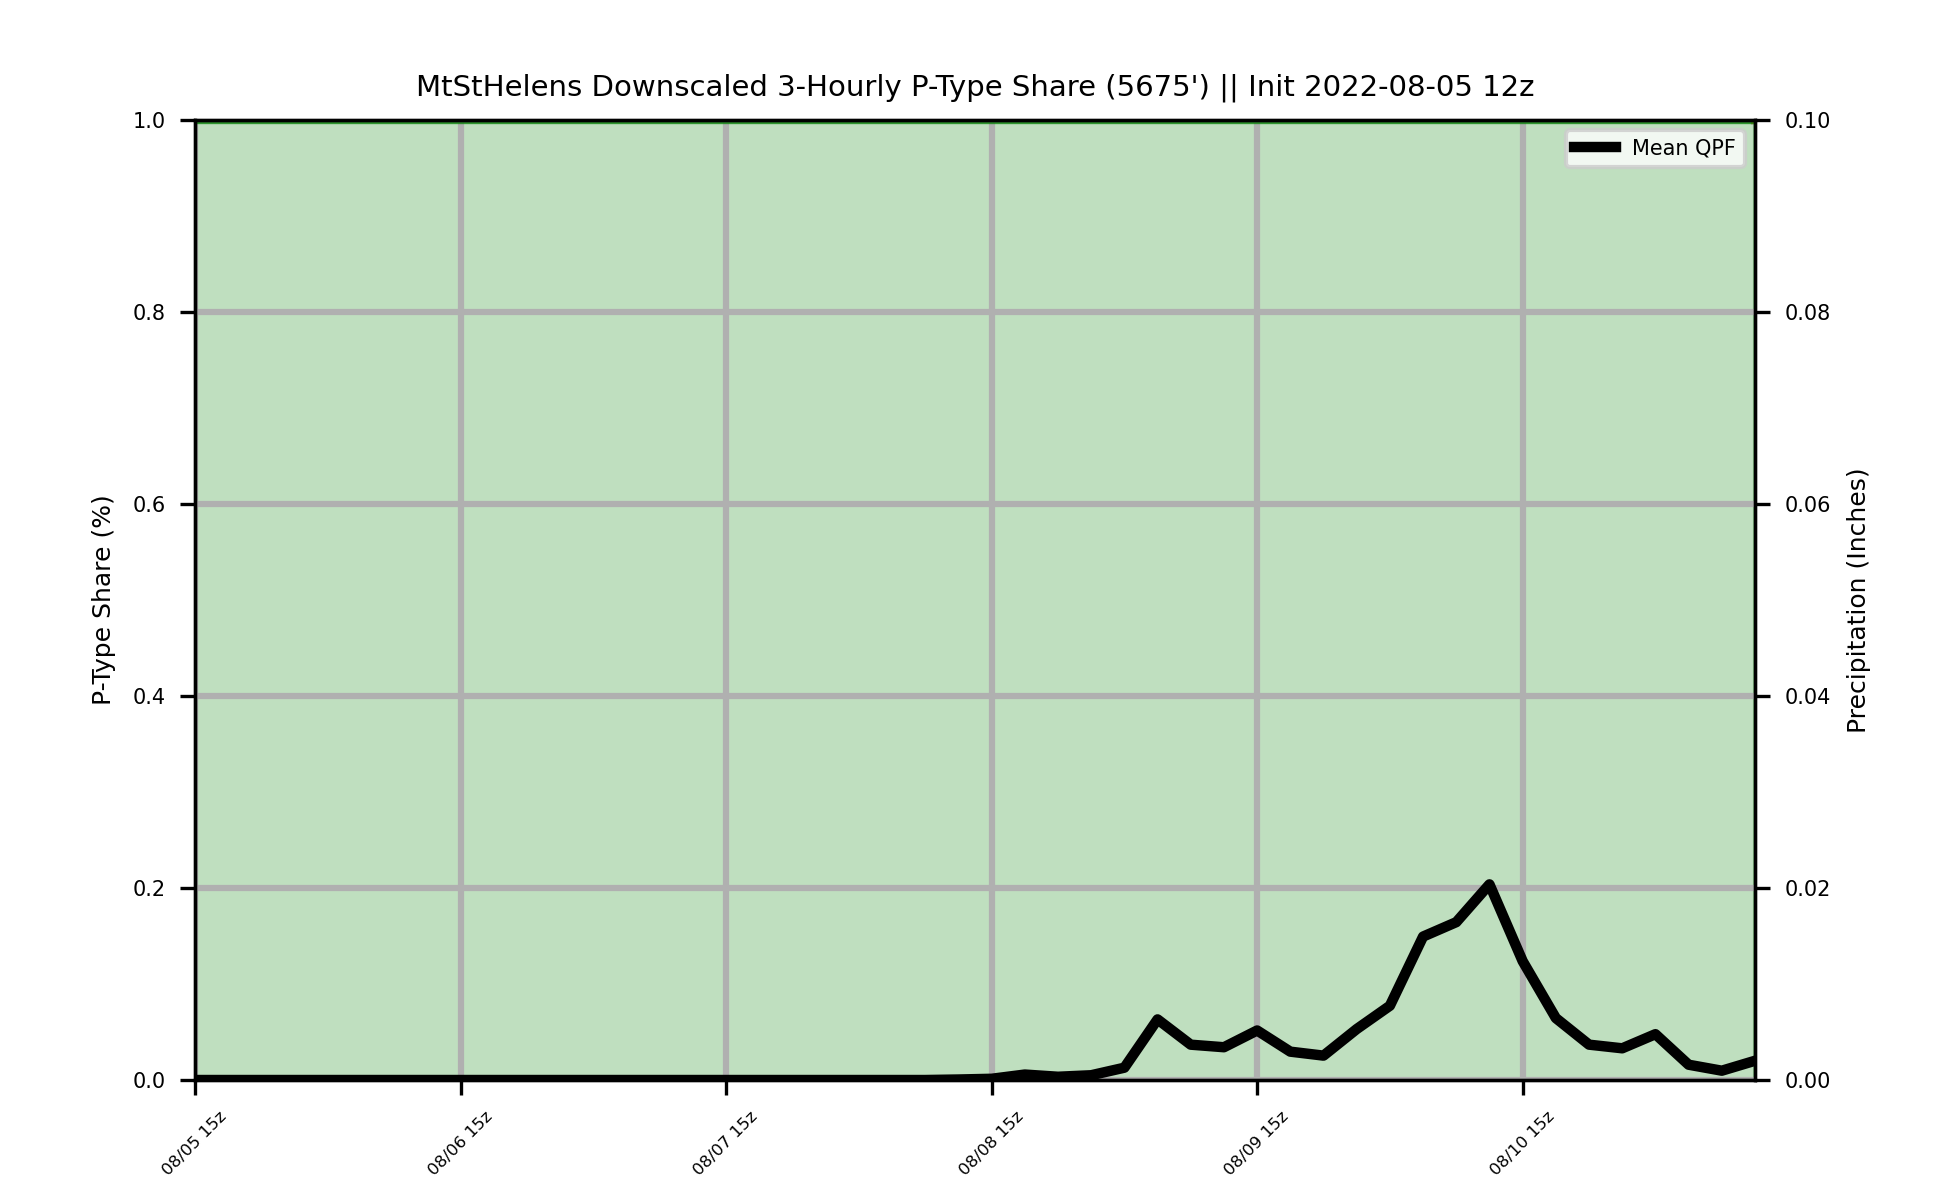 MtStHelens Downscaled 3-Hourly P-Type Share (5675') || Init 2022-08-05 12z
Mean QPF
P-Type Share (%)
1.0
0.8
0.6
0.4
0.2
0.0
0.10
0.08
0.06
0.04
0.02
0.00
Precipitation (Inches)
08/05 15z
08/06 15z
08/07 15z
08/08 15z
08/09 15z
08/10 15z